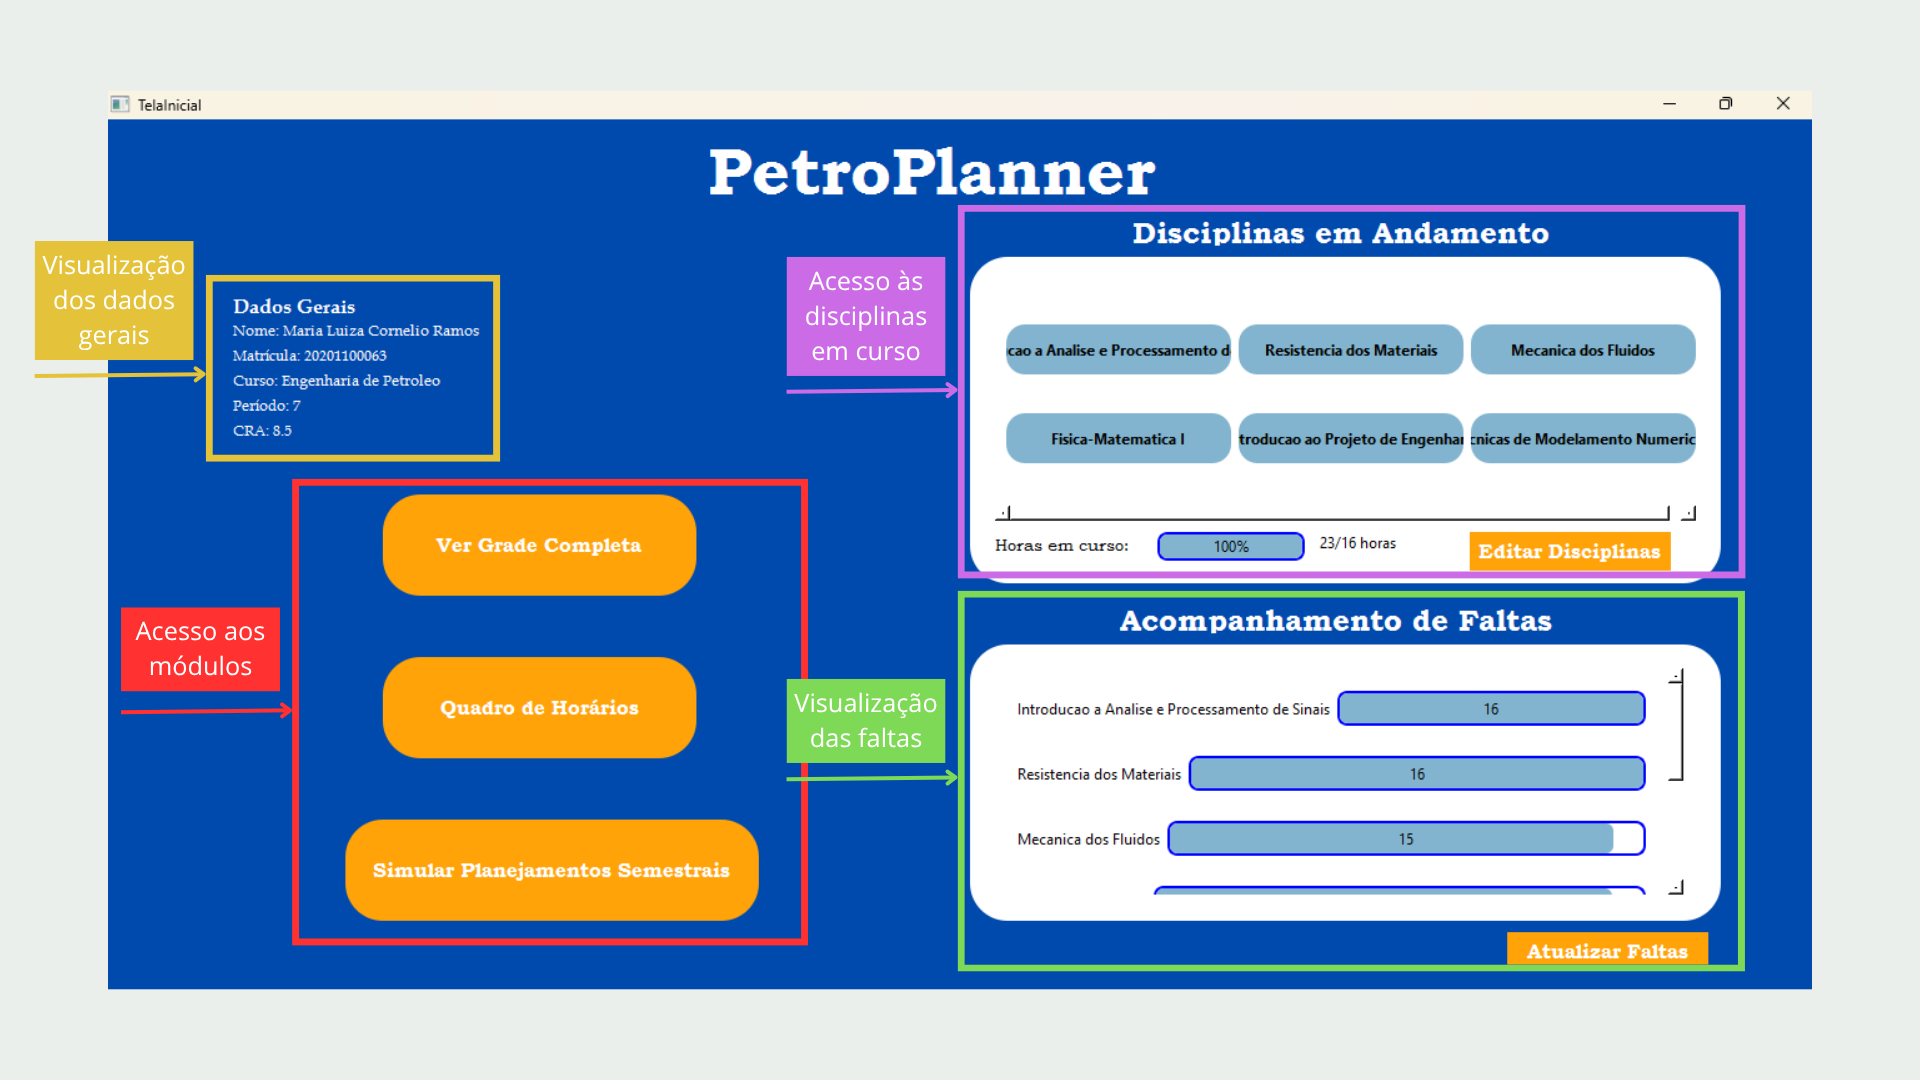 TelaInicial
PetroPlanner
Visualização
dos dados
gerais
Dados Gerais
Nome: Maria Luiza Cornelio Ramos
Matrícula: 20201100063
Curso: Engenharia de Petroleo
Período: 7
CRA: 8.5
Acesso aos
módulos
Ver Grade Completa
Quadro de Horários
Simular Planejamentos Semestrais
Acesso às
disciplinas
em curso
Disciplinas em Andamento
cao a Analise e Processamento d
Resistencia dos Materiais
Mecanica dos Fluidos
Fisica-Matematica I
troducao ao Projeto de Engenhar
cnicas de Modelamento Numeric
Horas em curso:
100%
23/16 horas
Editar Disciplinas
Visualização
das faltas
Acompanhamento de Faltas
Introducao a Analise e Processamento de Sinais
16
Resistencia dos Materiais
16
Mecanica dos Fluidos
15
Atualizar Faltas